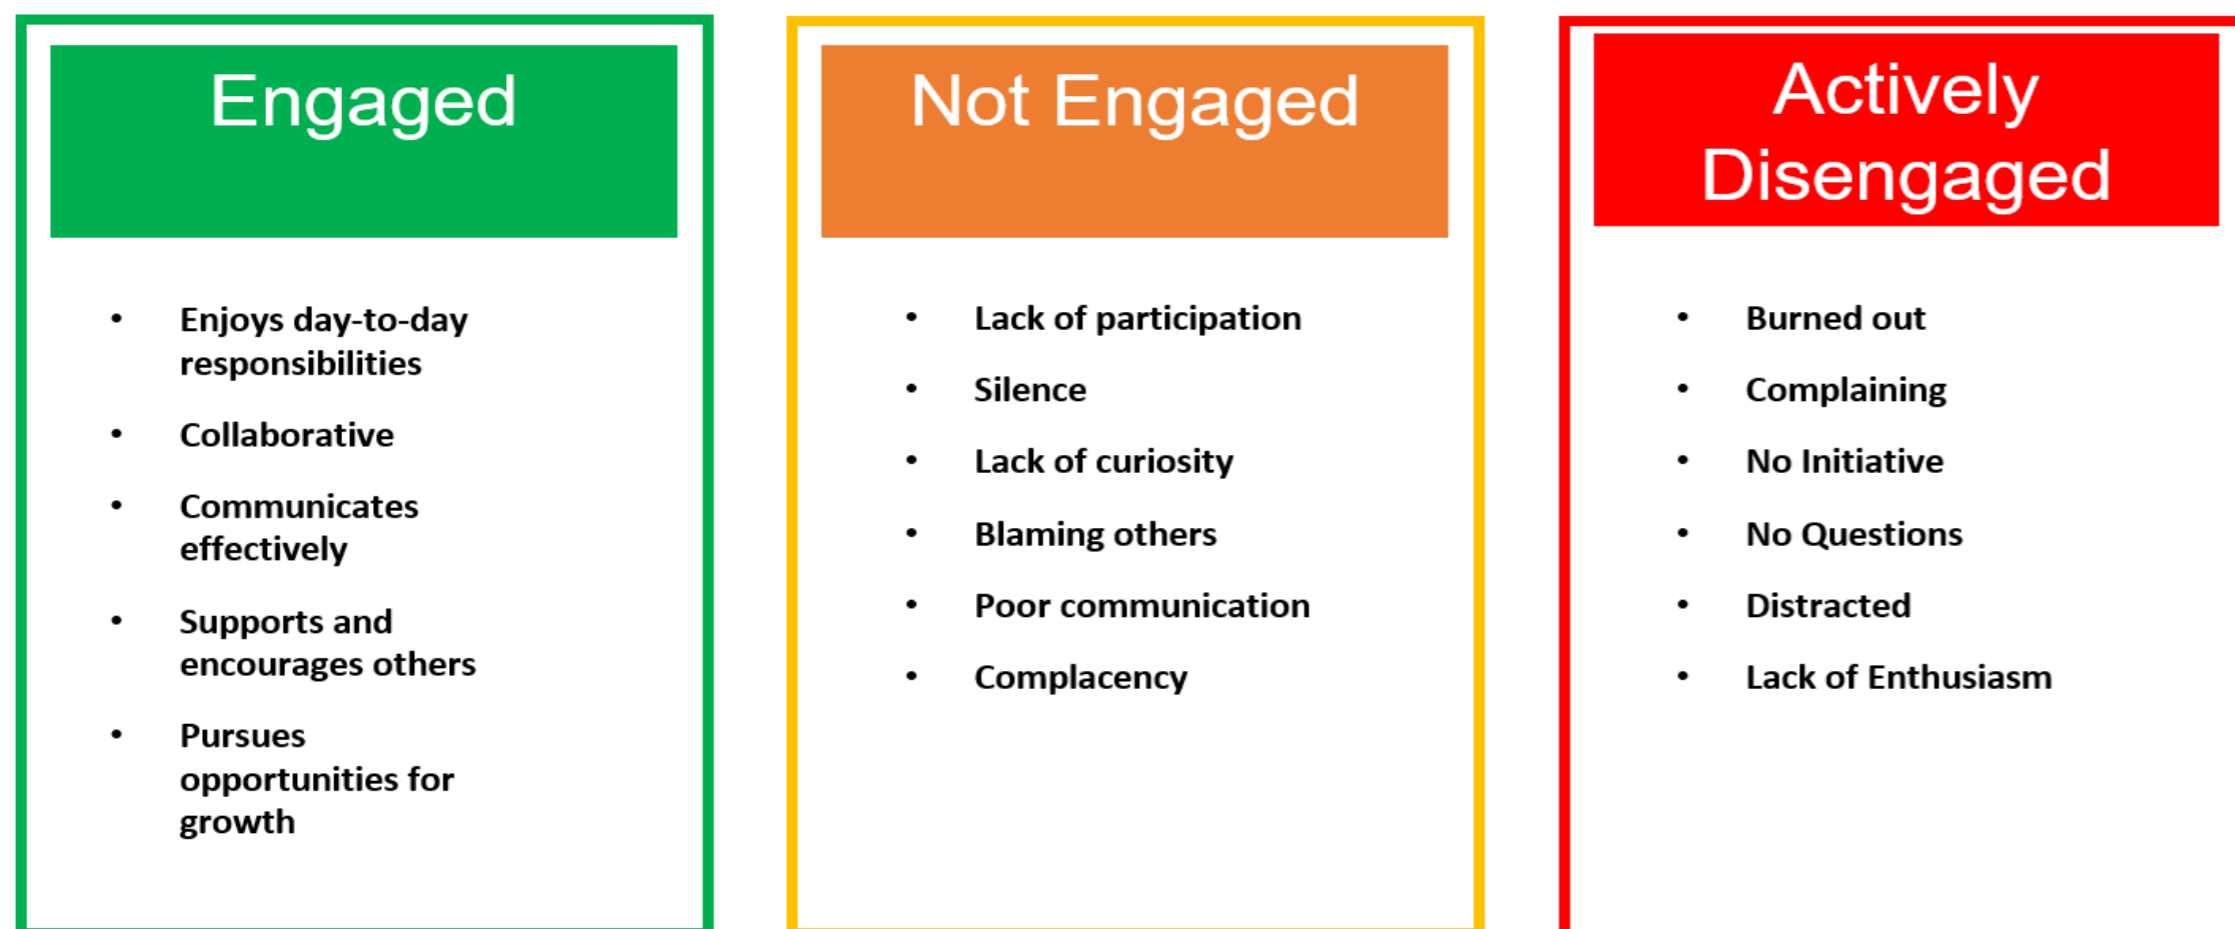 Engaged
• Enjoys day-to-day
responsibilities
• Collaborative
• Communicates
effectively
• Supports and
encourages others
• Pursues
opportunities for
growth
Not Engaged
• Lack of participation
• Silence
• Lack of curiosity
• Blaming others
• Poor communication
• Complacency
Actively
Disengaged
• Burned out
• Complaining
• No Initiative
• No Questions
• Distracted
• Lack of Enthusiasm